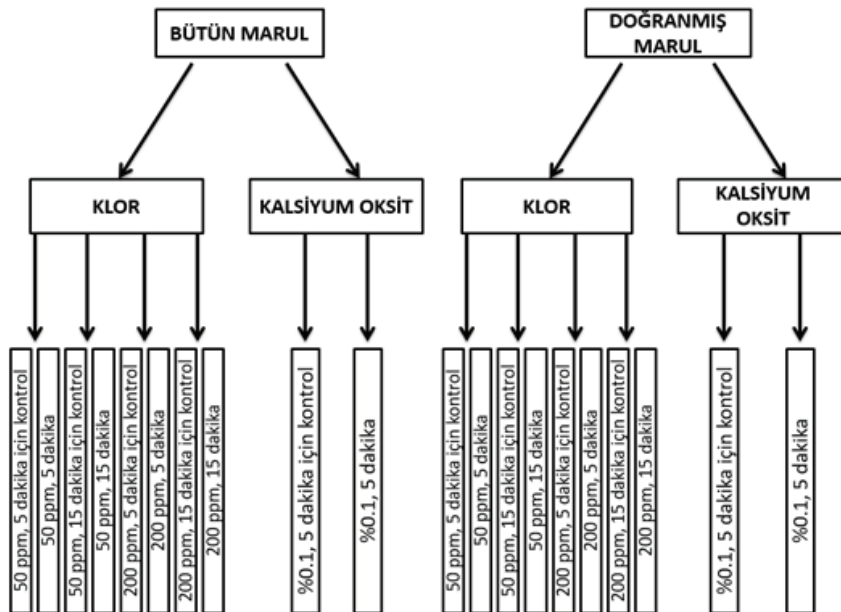 BÜTÜN MARUL
DOĞRANMIŞ
MARUL
KLOR
KALSİYUM OKSİT
KLOR
KALSİYUM
OKSİT
50 ppm, 5 dakika için kontrol
50 ppm, 5 dakika
50 ppm, 15 dakika için kontrol
50 ppm, 15 dakika
200 ppm, 5 dakika için kontrol
200 ppm, 5 dakika
200 ppm, 15 dakika için kontrol
200 ppm, 15 dakika
%0.1, 5 dakika için kontrol
%0.1, 5 dakika
50 ppm, 5 dakika için kontrol
50 ppm, 5 dakika
50 ppm, 15 dakika için kontrol
50 ppm, 15 dakika
200 ppm, 5 dakika için kontrol
200 ppm, 5 dakika
200 ppm, 15 dakika için kontrol
200 ppm, 15 dakika
%0.1, 5 dakika için kontrol
%0.1, 5 dakika